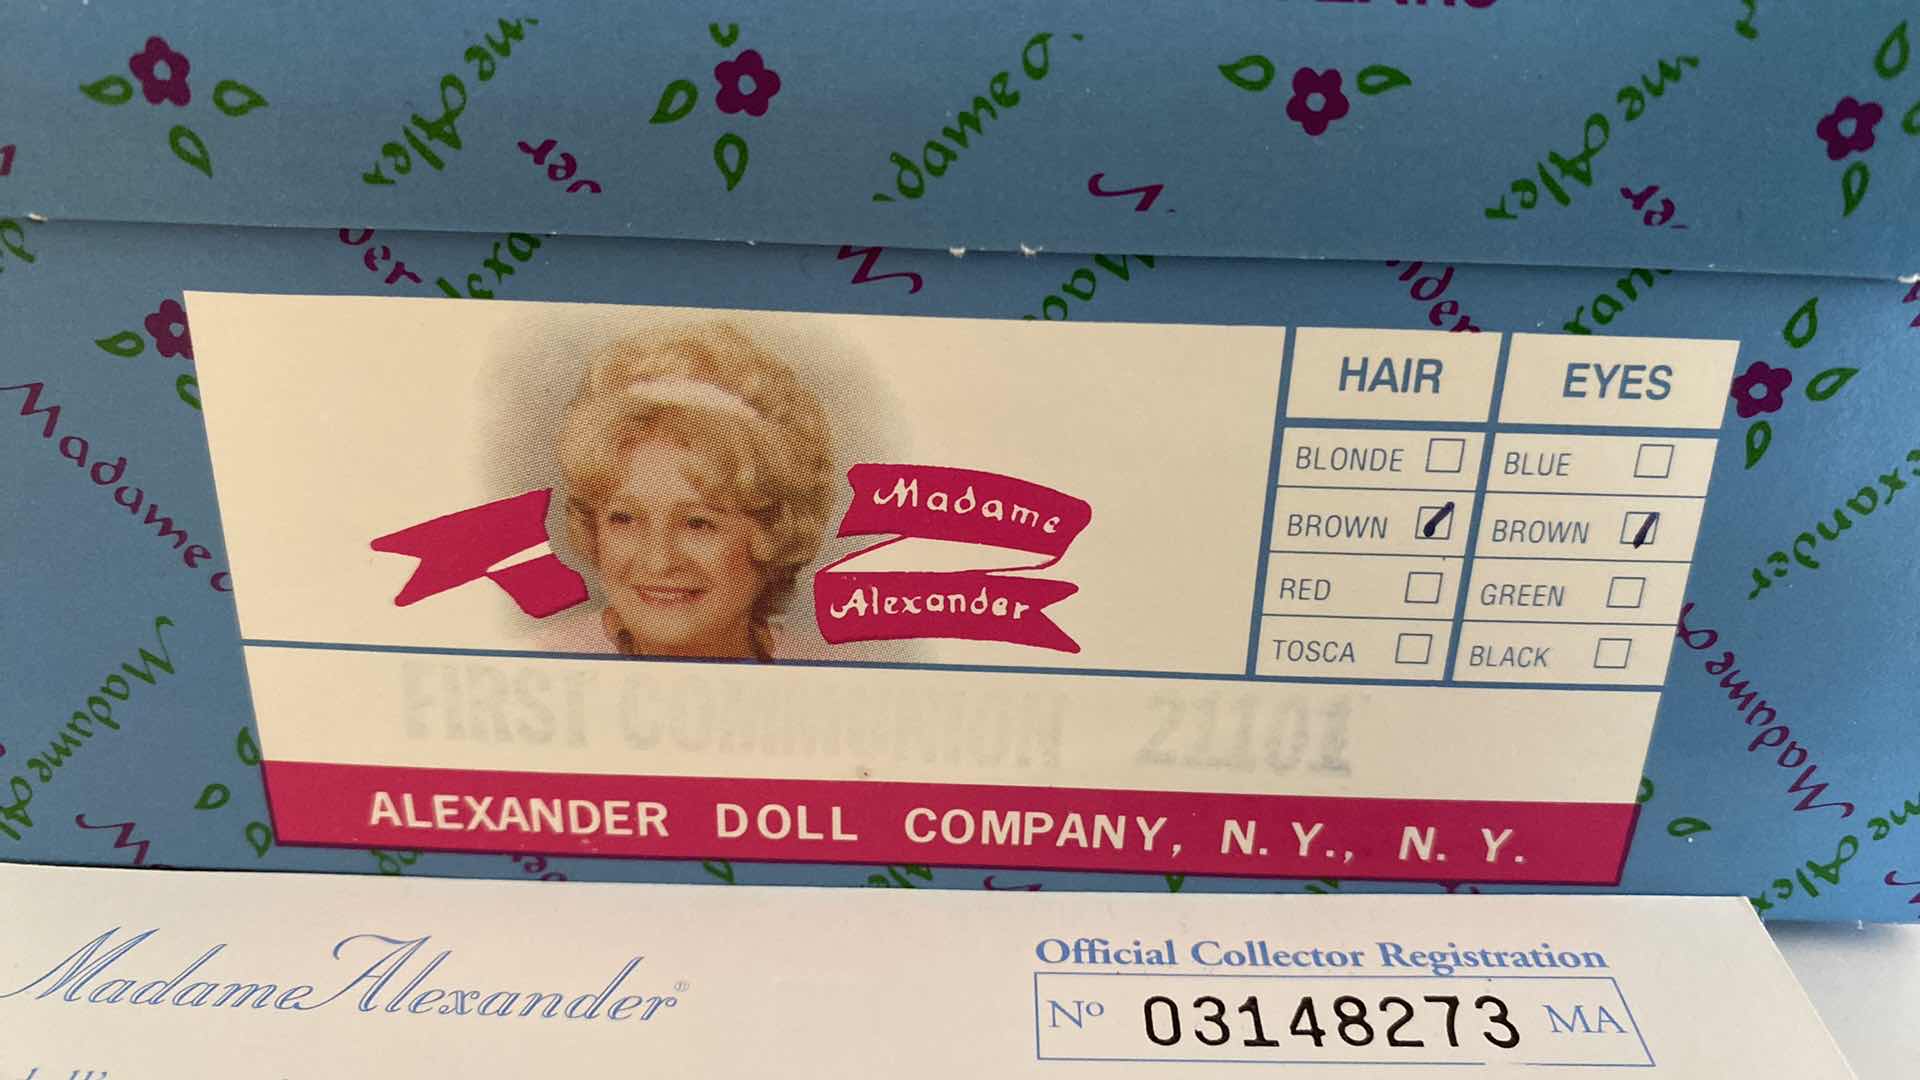 Madame
Alexander
HAIR
EYES
BLONDE
BLUE
BROWN
BROWN
RED
GREEN
TOSCA
BLACK
FIRST COMMUNION 21101
ALEXANDER DOLL COMPANY, N. Y., N. Y.
Madame Alexander®
Official Collector Registration
Nº 03148273 MA